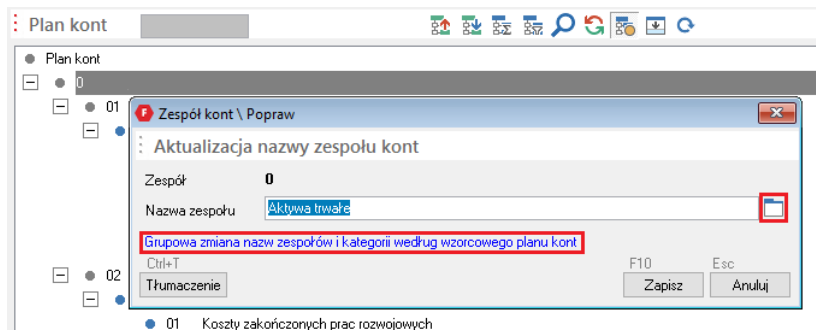 Plan kont
Plan kont
0
01
Zespół kont \ Popraw
Aktualizacja nazwy zespołu kont
Zespół 0
Nazwa zespołu Aktywa trwałe
Grupowa zmiana nazw zespołów i kategorii według wzorcowego planu kont
Ctrl+T F10 Esc
Tłumaczenie Zapisz Anuluj
02
01 Koszty zakończonych prac rozwojowych